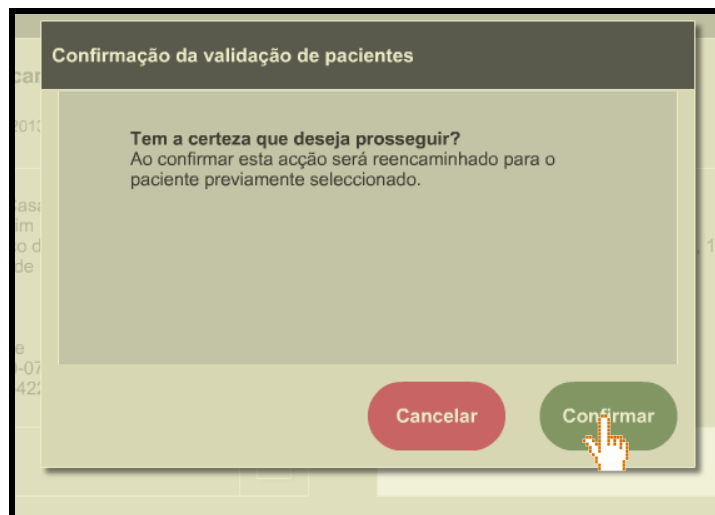 Confirmação da validação de pacientes
Tem a certeza que deseja prosseguir?
Ao confirmar esta acção será reencaminhado para o
paciente previamente seleccionado.
Cancelar
Confirmar